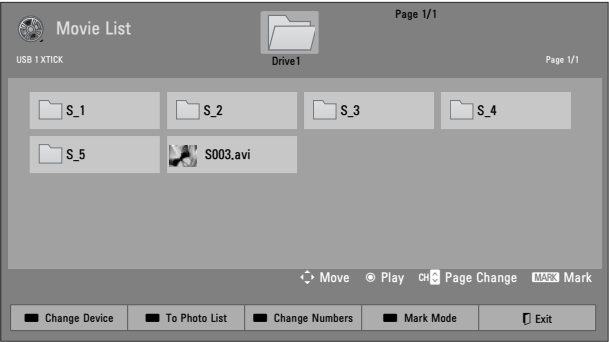 Page 1/1
Movie List
USB 1 XTICK
Drive1
Page 1/1
S_1 S_2 S_3 S_4
S_5 S003.avi
Move Play CH Page Change MARK Mark
Change Device To Photo List Change Numbers Mark Mode Exit